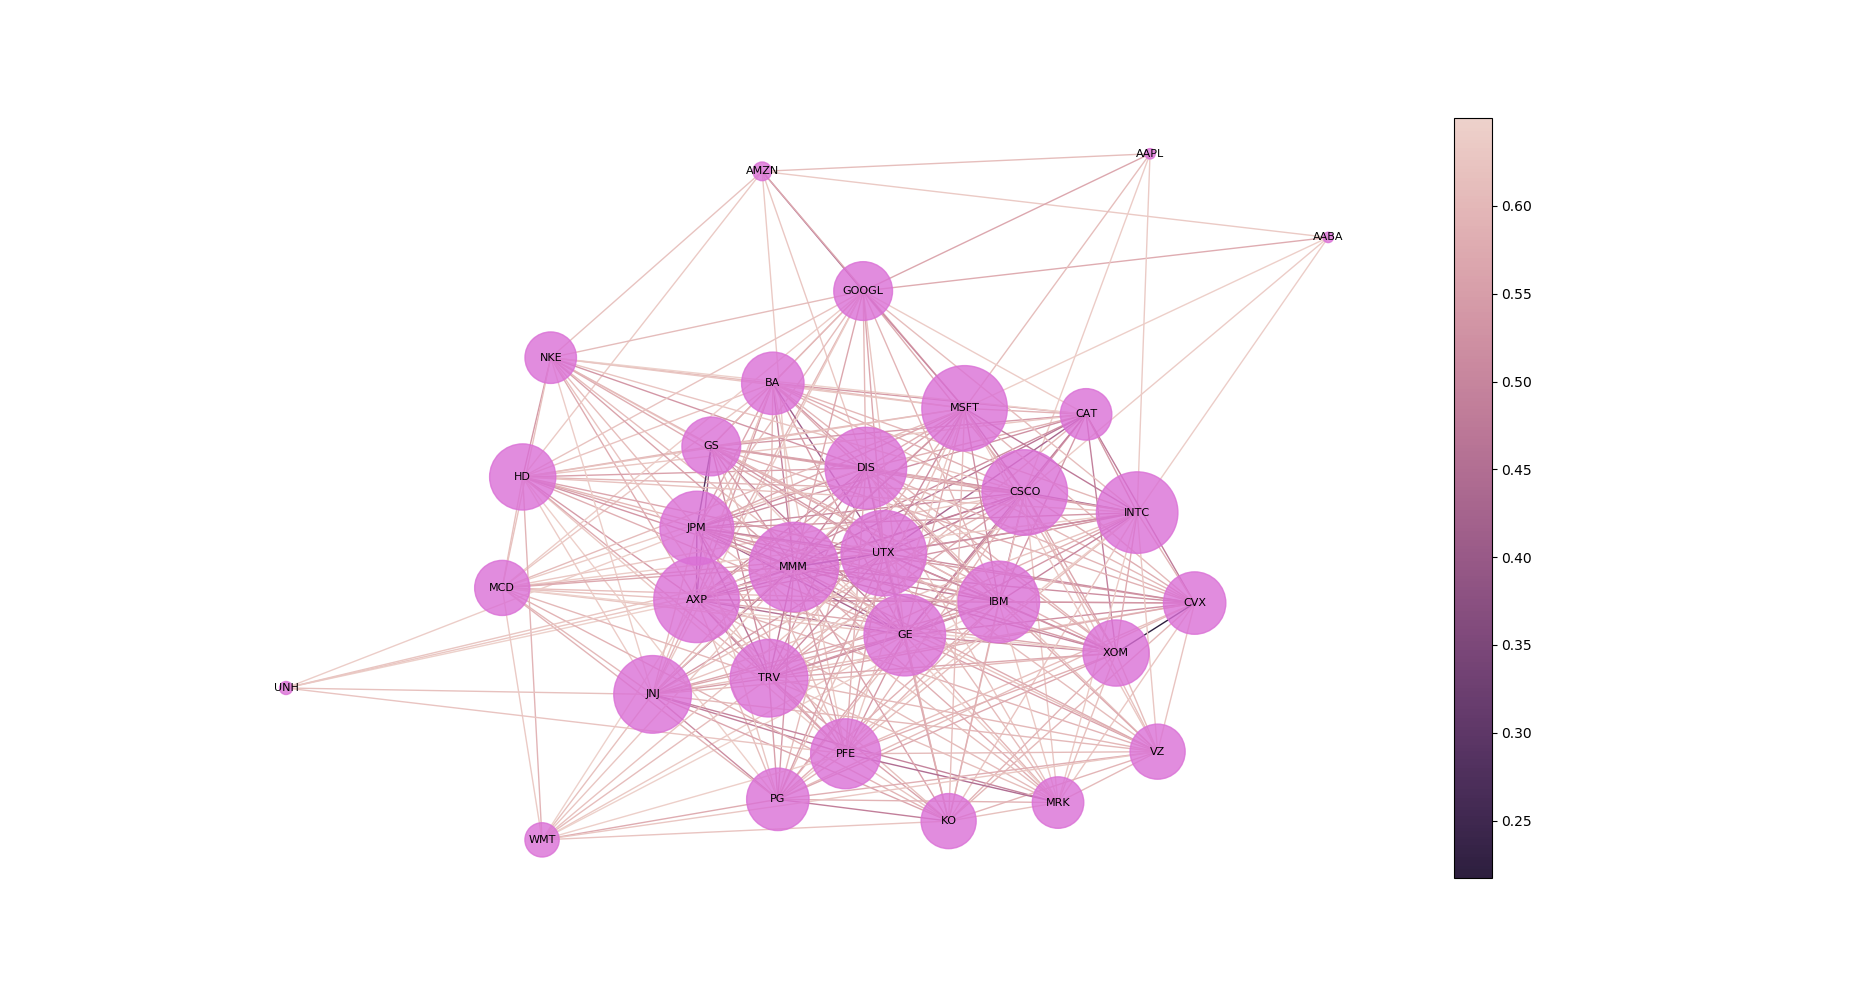 AAPL
AMZN
AABA
GOOGL
NKE
BA
MSFT
CAT
GS
DIS
HD
CSCO
INTC
JPM
UTX
MMM
MCD
AXP
IBM
CVX
GE
XOM
TRV
UNH
JNJ
VZ
PFE
PG
MRK
KO
WMT
0.60
0.55
0.50
0.45
0.40
0.35
0.30
0.25